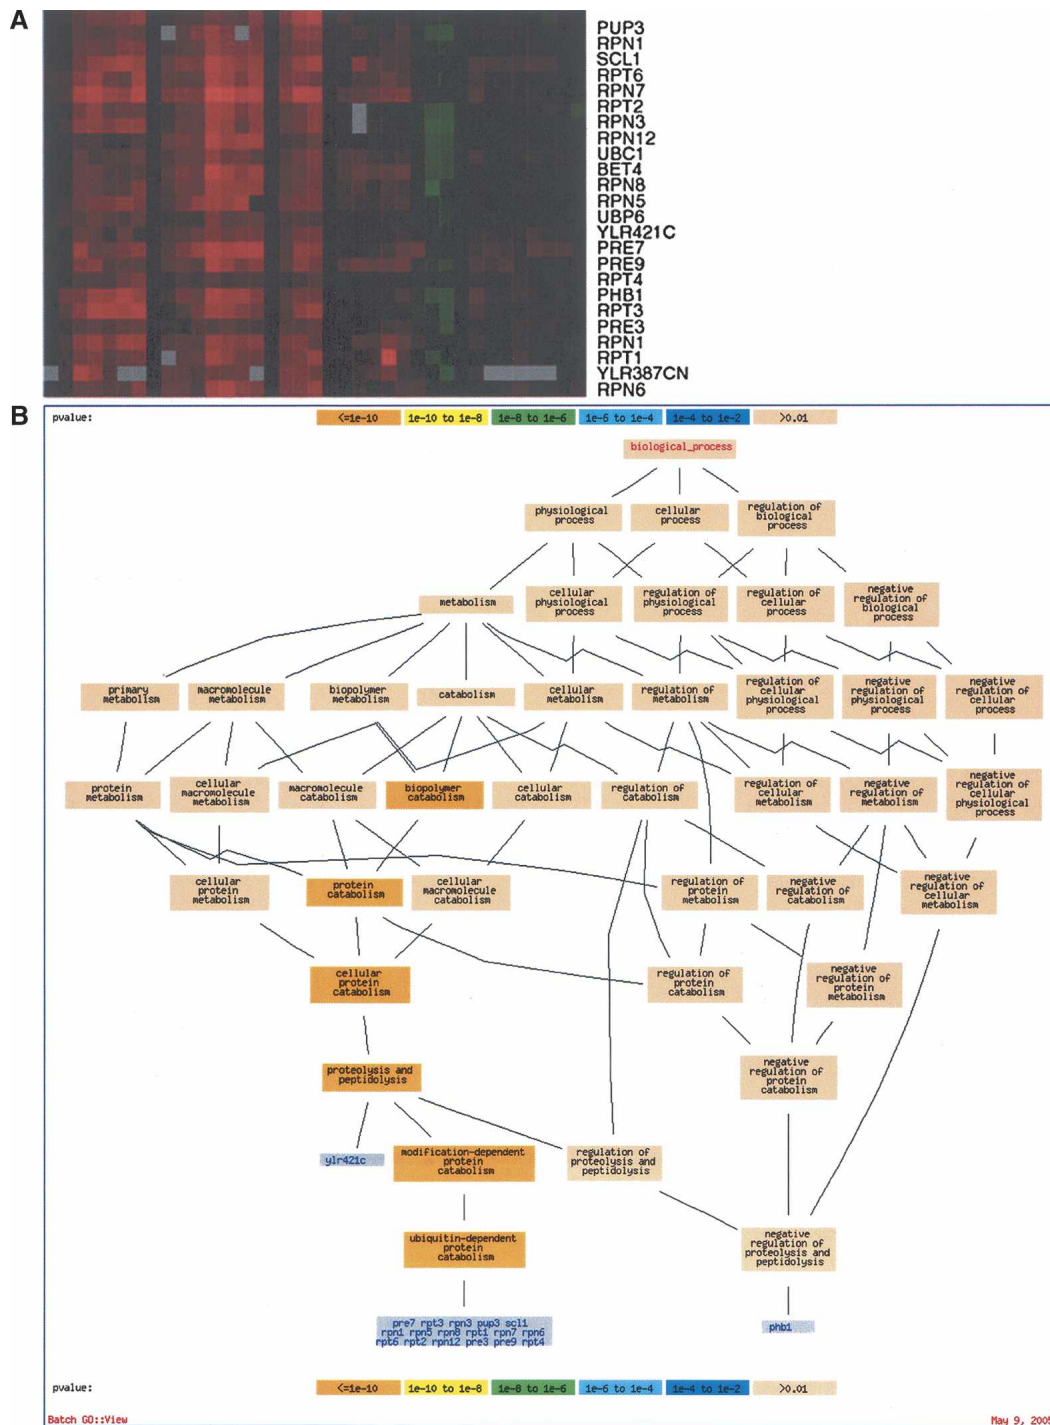 A
PUP3
RPN1
SCL1
RPT6
RPN7
RPT2
RPN3
RPN12
UBC1
BET4
RPN8
RPN5
UBP6
YLR421C
PRE7
PRE9
RPT4
PHB1
RPT3
PRE3
RPN1
RPT1
YLR387CN
RPN6
B
pvalue: <=1e-10 1e-10 to 1e-8 1e-8 to 1e-6 1e-6 to 1e-4 1e-4 to 1e-2 >0.01
biological_process
physiological
process
cellular
process
regulation of
biological
process
metabolism
cellular
physiological
process
regulation of
physiological
process
regulation of
cellular
process
negative
regulation of
biological
process
primary
metabolism
macromolecule
metabolism
biopolymer
metabolism
catabolism
cellular
metabolism
regulation of
metabolism
regulation of
cellular
physiological
process
negative
regulation of
physiological
process
negative
regulation of
cellular
process
protein
metabolism
cellular
macromolecule
metabolism
macromolecule
catabolism
biopolymer
catabolism
cellular
catabolism
regulation of
catabolism
regulation of
cellular
metabolism
negative
regulation of
metabolism
negative
regulation of
cellular
physiological
process
cellular
protein
metabolism
protein
catabolism
cellular
macromolecule
catabolism
regulation of
protein
metabolism
negative
regulation of
catabolism
negative
regulation of
cellular
metabolism
cellular
protein
catabolism
regulation of
protein
catabolism
negative
regulation of
protein
metabolism
proteolysis and
peptidolysis
negative
regulation of
protein
catabolism
ylr421c
modification-dependent
protein
catabolism
regulation of
proteolysis and
peptidolysis
ubiquitin-dependent
protein
catabolism
negative
regulation of
proteolysis and
peptidolysis
pre7 rpt3 rpn3 pup3 scl1
rpn1 rpn5 rpn8 rpt1 rpn7 rpn6
rpt6 rpt2 rpn12 pre3 pre9 rpt4
phb1
pvalue: <=1e-10 1e-10 to 1e-8 1e-8 to 1e-6 1e-6 to 1e-4 1e-4 to 1e-2 >0.01
Batch GO::View
May 9, 2005